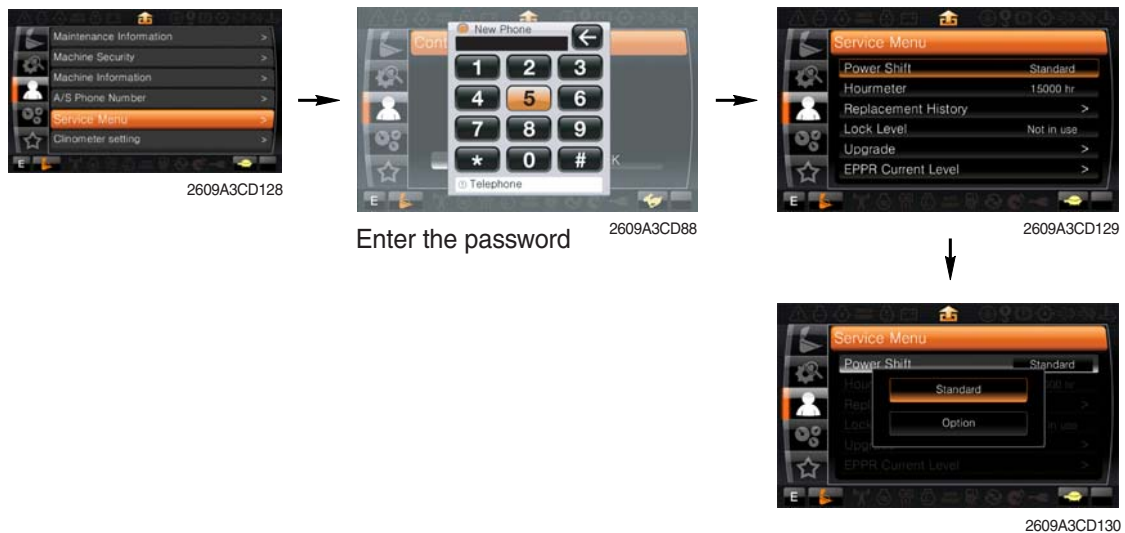 Maintenance Information >
Machine Security >
Machine Information >
A/S Phone Number >
Service Menu >
Clinometer setting >
E
2609A3CD128
New Phone
Cont
1 2 3
4 5 6
7 8 9
* 0 #
K
Telephone
E
Enter the password
2609A3CD88
Service Menu
Power Shift Standard
Hourmeter 15000 hr
Replacement History >
Lock Level Not in use
Upgrade >
EPPR Current Level >
E
2609A3CD129
Service Menu
Power Shift Standard
Standard
Option
EPPR Current Level >
E
2609A3CD130